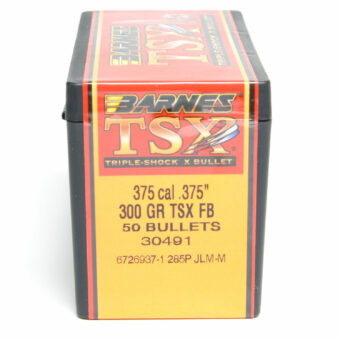 BARNES
TSX
TRIPLE-SHOCK X BULLET
375 cal .375"
300 GR TSX FB
50 BULLETS
30491
6726937-1 285P JLM-M